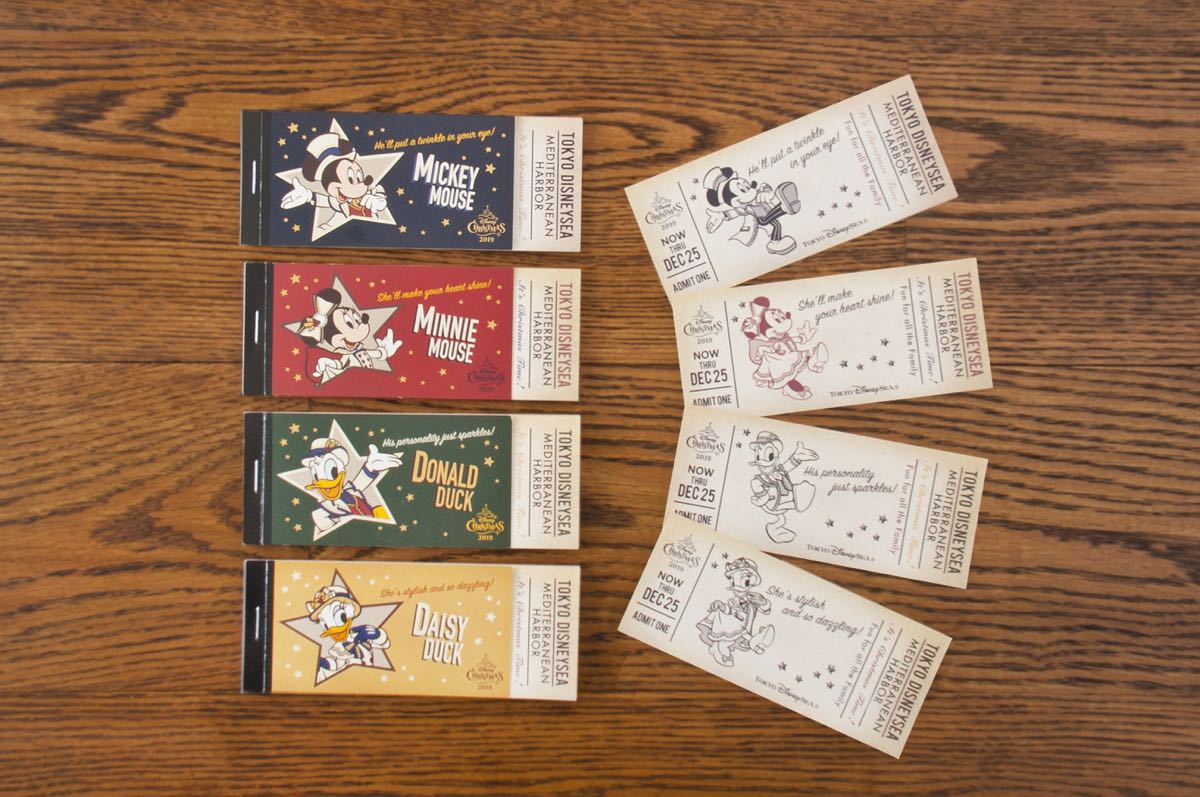 He'll put a twinkle in your eye!
MICKEY
MOUSE
Disney
CHRISTMAS
2019
It's Christmas Time!
HARBOR
MEDITERRANEAN
TOKYO DISNEYSEA
She'll make your heart shine!
MINNIE
MOUSE
Disney
CHRISTMAS
2019
It's Christmas Time!
HARBOR
MEDITERRANEAN
TOKYO DISNEYSEA
His personality just sparkles!
DONALD
DUCK
Disney
CHRISTMAS
2019
It's Christmas Time!
HARBOR
MEDITERRANEAN
TOKYO DISNEYSEA
She's stylish and so dazzling!
DAISY
DUCK
Disney
CHRISTMAS
2019
It's Christmas Time!
HARBOR
MEDITERRANEAN
TOKYO DISNEYSEA
Disney
CHRISTMAS
2019
NOW
THRU
DEC 25
ADMIT ONE
He'll put a twinkle
in your eye!
TOKYO DISNEYSEA®
Fun for all the Family
It's Christmas Time!
HARBOR
MEDITERRANEAN
TOKYO DISNEYSEA
Disney
CHRISTMAS
2019
NOW
THRU
DEC 25
ADMIT ONE
She'll make
your heart shine!
TOKYO DISNEYSEA®
Fun for all the Family
It's Christmas Time!
HARBOR
MEDITERRANEAN
TOKYO DISNEYSEA
Disney
CHRISTMAS
2019
NOW
THRU
DEC 25
ADMIT ONE
His personality
just sparkles!
TOKYO DISNEYSEA®
Fun for all the Family
It's Christmas Time!
HARBOR
MEDITERRANEAN
TOKYO DISNEYSEA
Disney
CHRISTMAS
2019
NOW
THRU
DEC 25
ADMIT ONE
She's stylish
and so dazzling!
TOKYO DISNEYSEA®
Fun for all the Family
It's Christmas Time!
HARBOR
MEDITERRANEAN
TOKYO DISNEYSEA